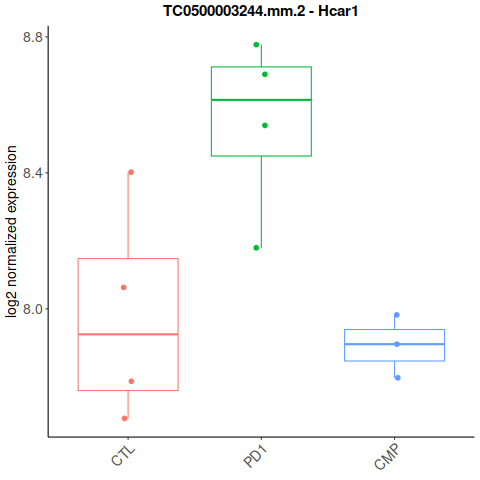 TC0500003244.mm.2 - Hcar1
log2 normalized expression
8.8
8.4
8.0
CTL
PD1
CMP